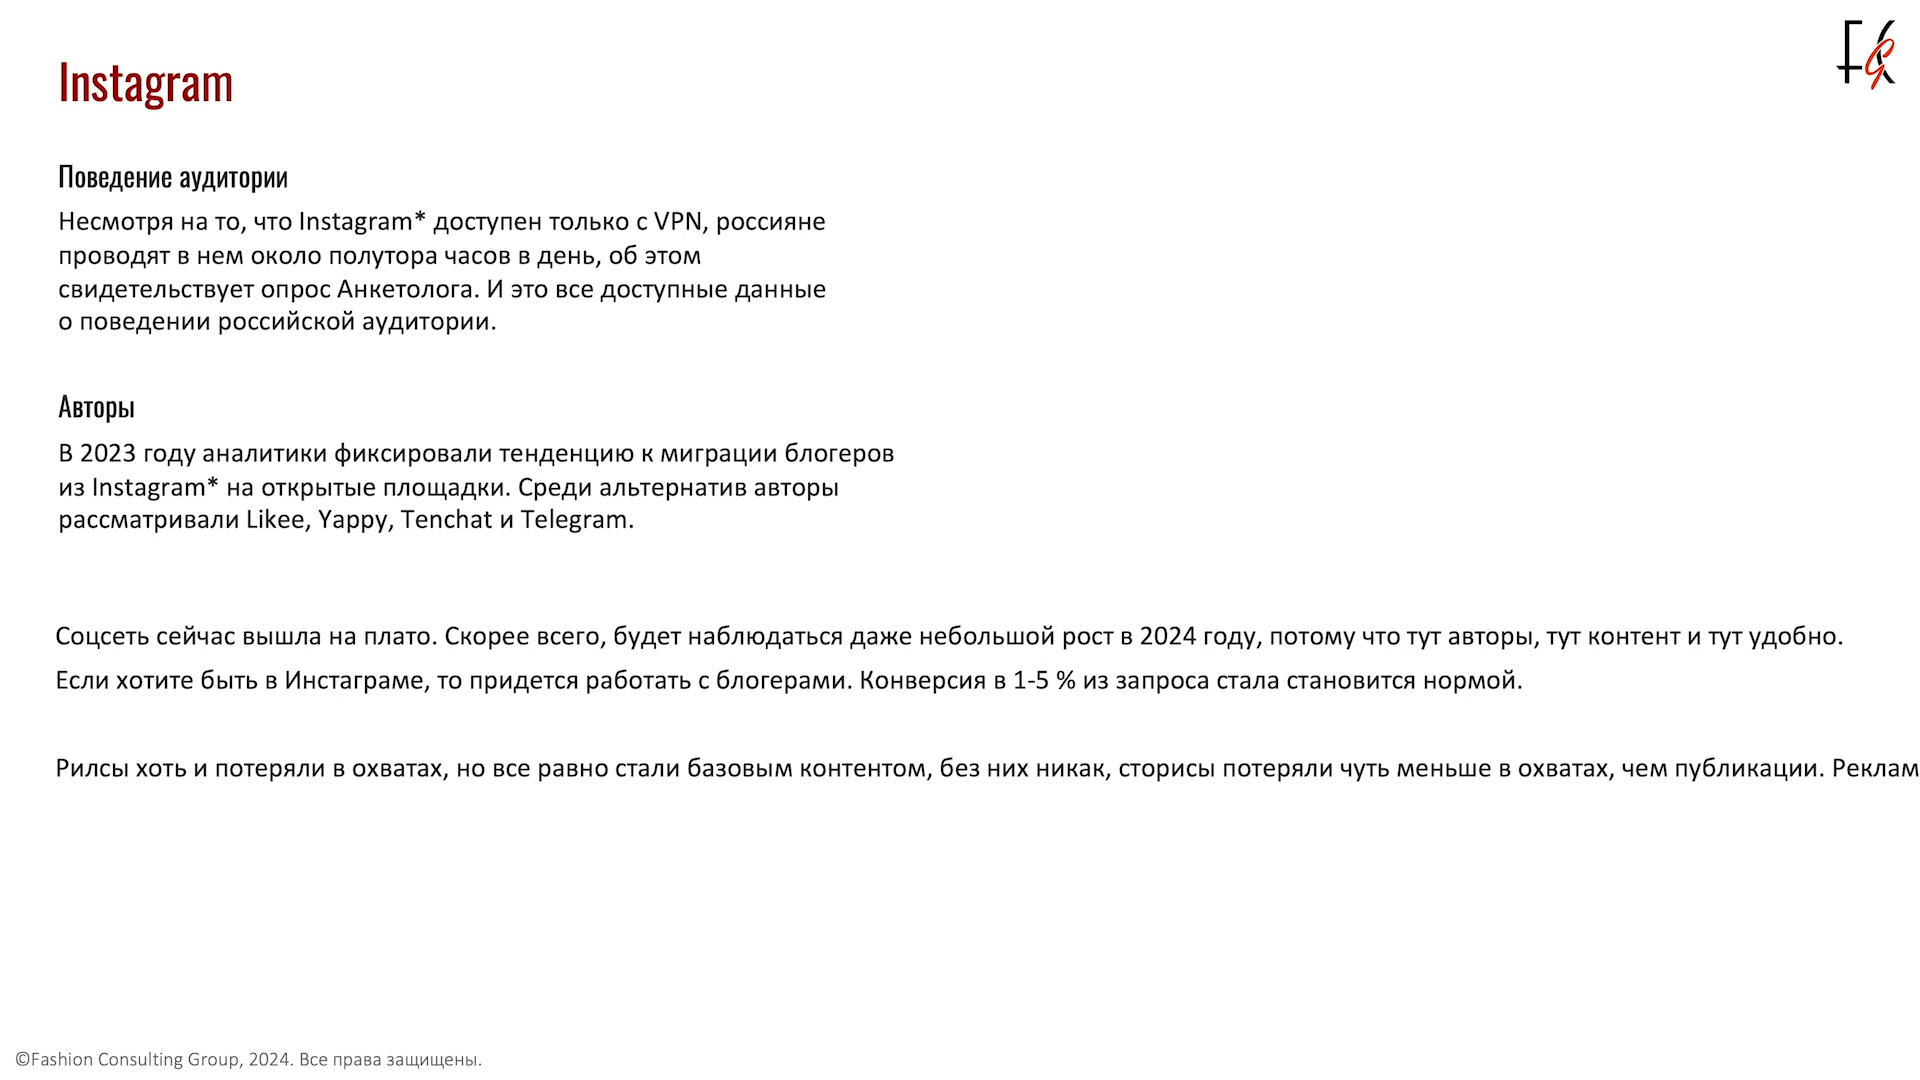 Instagram
Поведение аудитории
Несмотря на то, что Instagram* доступен только с VPN, россияне
проводят в нем около полутора часов в день, об этом
свидетельствует опрос Анкетолога. И это все доступные данные
о поведении российской аудитории.
Авторы
В 2023 году аналитики фиксировали тенденцию к миграции блогеров
из Instagram* на открытые площадки. Среди альтернатив авторы
рассматривали Likee, Yappy, Tenchat и Telegram.
Соцсеть сейчас вышла на плато. Скорее всего, будет наблюдаться даже небольшой рост в 2024 году, потому что тут авторы, тут контент и тут удобно.
Если хотите быть в Инстаграме, то придется работать с блогерами. Конверсия в 1-5 % из запроса стала становится нормой.
Рилсы хоть и потеряли в охватах, но все равно стали базовым контентом, без них никак, сторисы потеряли чуть меньше в охватах, чем публикации. Реклам
©Fashion Consulting Group, 2024. Все права защищены.